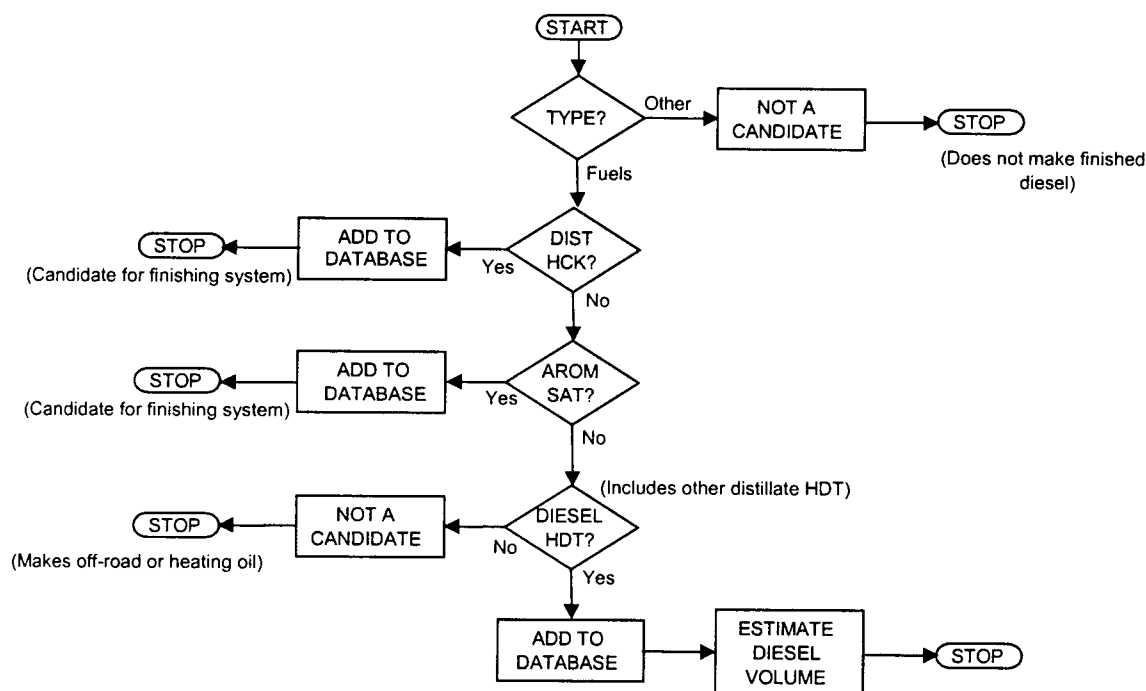 START
TYPE?
Other
NOT A
CANDIDATE
STOP
(Does not make finished
diesel)
Fuels
DIST
HCK?
Yes
ADD TO
DATABASE
STOP
(Candidate for finishing system)
No
AROM
SAT?
Yes
ADD TO
DATABASE
STOP
(Candidate for finishing system)
No
(Includes other distillate HDT)
DIESEL
HDT?
No
NOT A
CANDIDATE
STOP
(Makes off-road or heating oil)
Yes
ADD TO
DATABASE
ESTIMATE
DIESEL
VOLUME
STOP